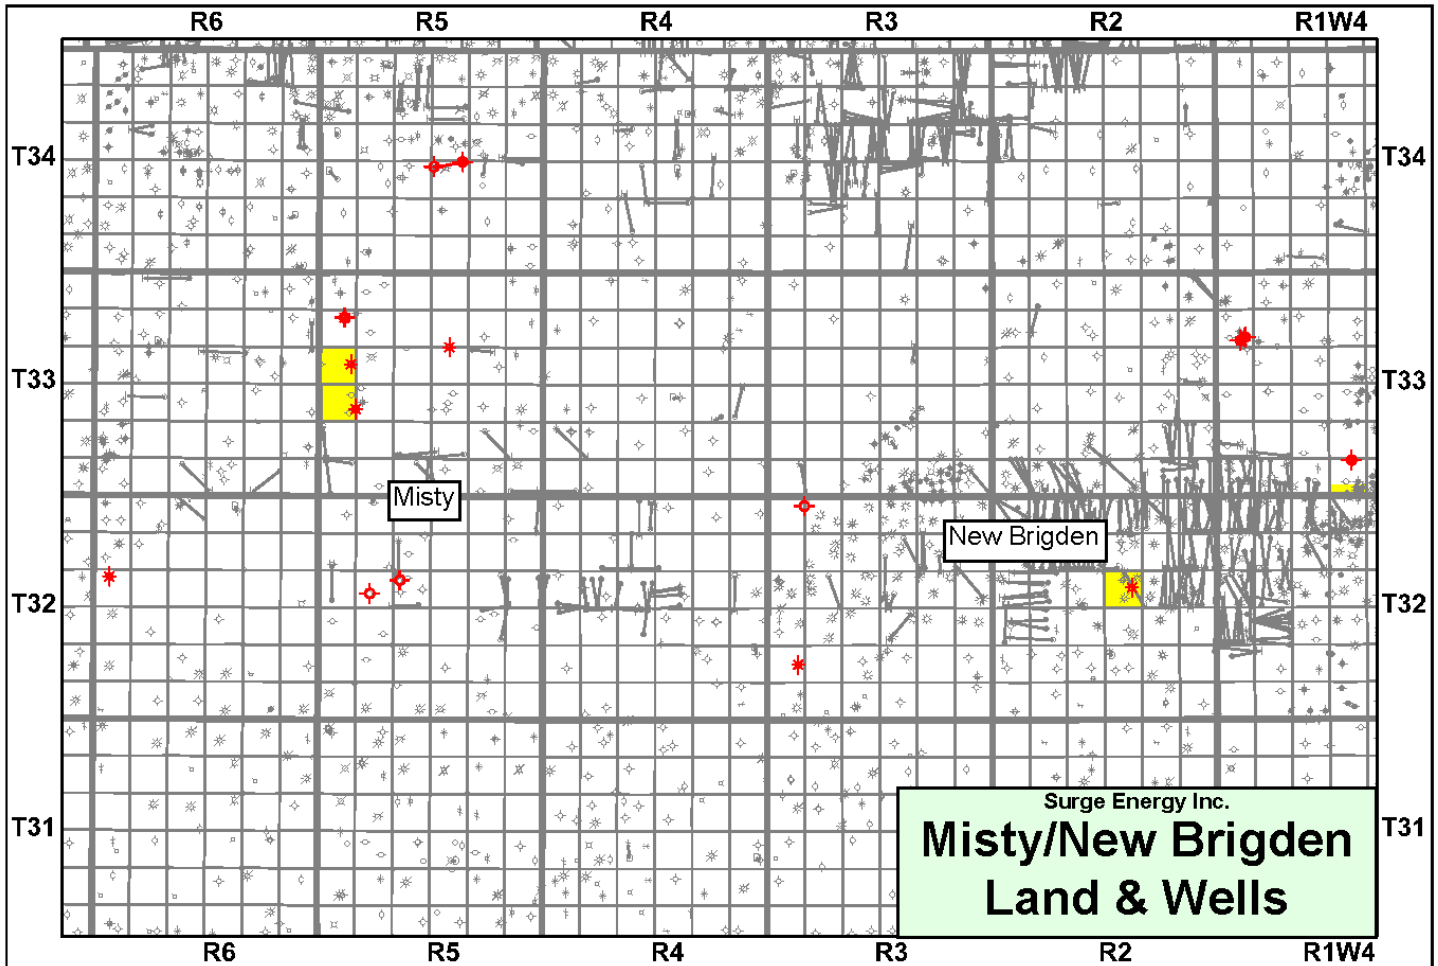 R6 R5 R4 R3 R2 R1W4
T34 T34
T33 T33
Misty
New Brigden
T32 T32
Surge Energy Inc.
T31 T31
Misty/New Brigden
Land & Wells
R6 R5 R4 R3 R2 R1W4